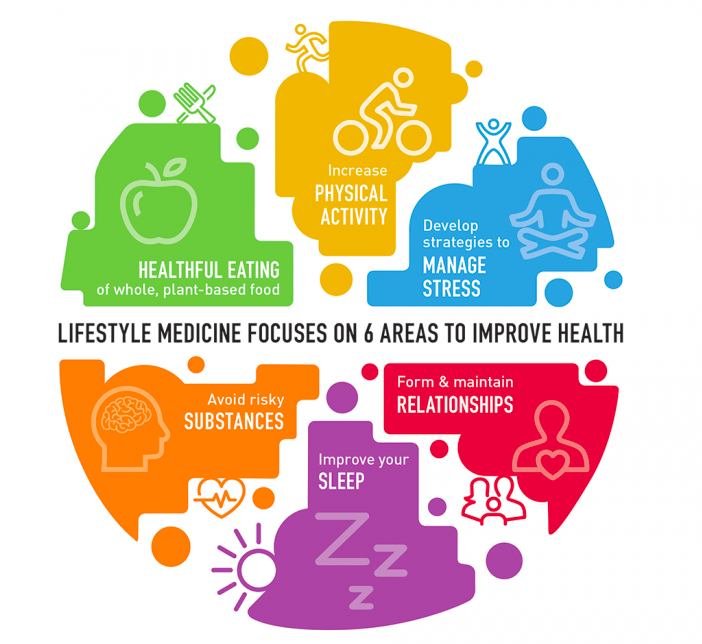 Increase
PHYSICAL
ACTIVITY
HEALTHFUL EATING
of whole, plant-based food
Develop
strategies to
MANAGE
STRESS
LIFESTYLE MEDICINE FOCUSES ON 6 AREAS TO IMPROVE HEALTH
Avoid risky
SUBSTANCES
Form & maintain
RELATIONSHIPS
Improve your
SLEEP
Z
Z
Z